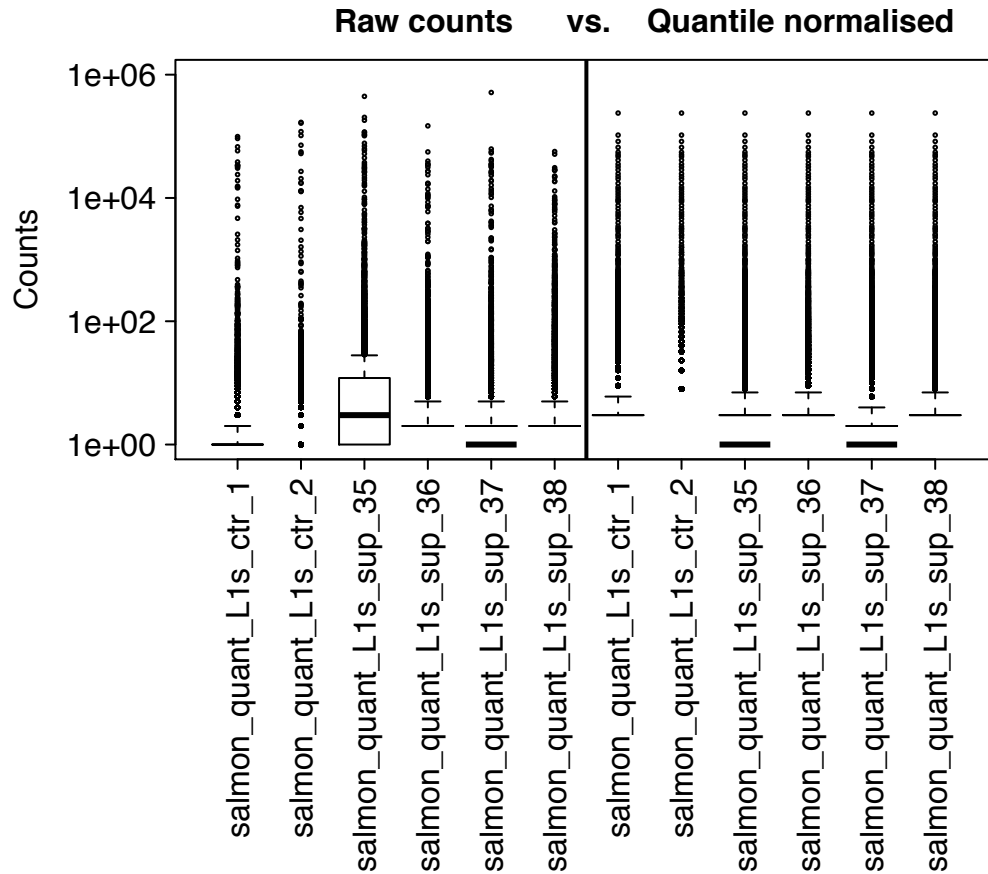 Raw counts vs. Quantile normalised
Counts
1e+06
1e+04
1e+02
1e+00
salmon_quant_L1s_ctr_1
salmon_quant_L1s_ctr_2
salmon_quant_L1s_sup_35
salmon_quant_L1s_sup_36
salmon_quant_L1s_sup_37
salmon_quant_L1s_sup_38
salmon_quant_L1s_ctr_1
salmon_quant_L1s_ctr_2
salmon_quant_L1s_sup_35
salmon_quant_L1s_sup_36
salmon_quant_L1s_sup_37
salmon_quant_L1s_sup_38